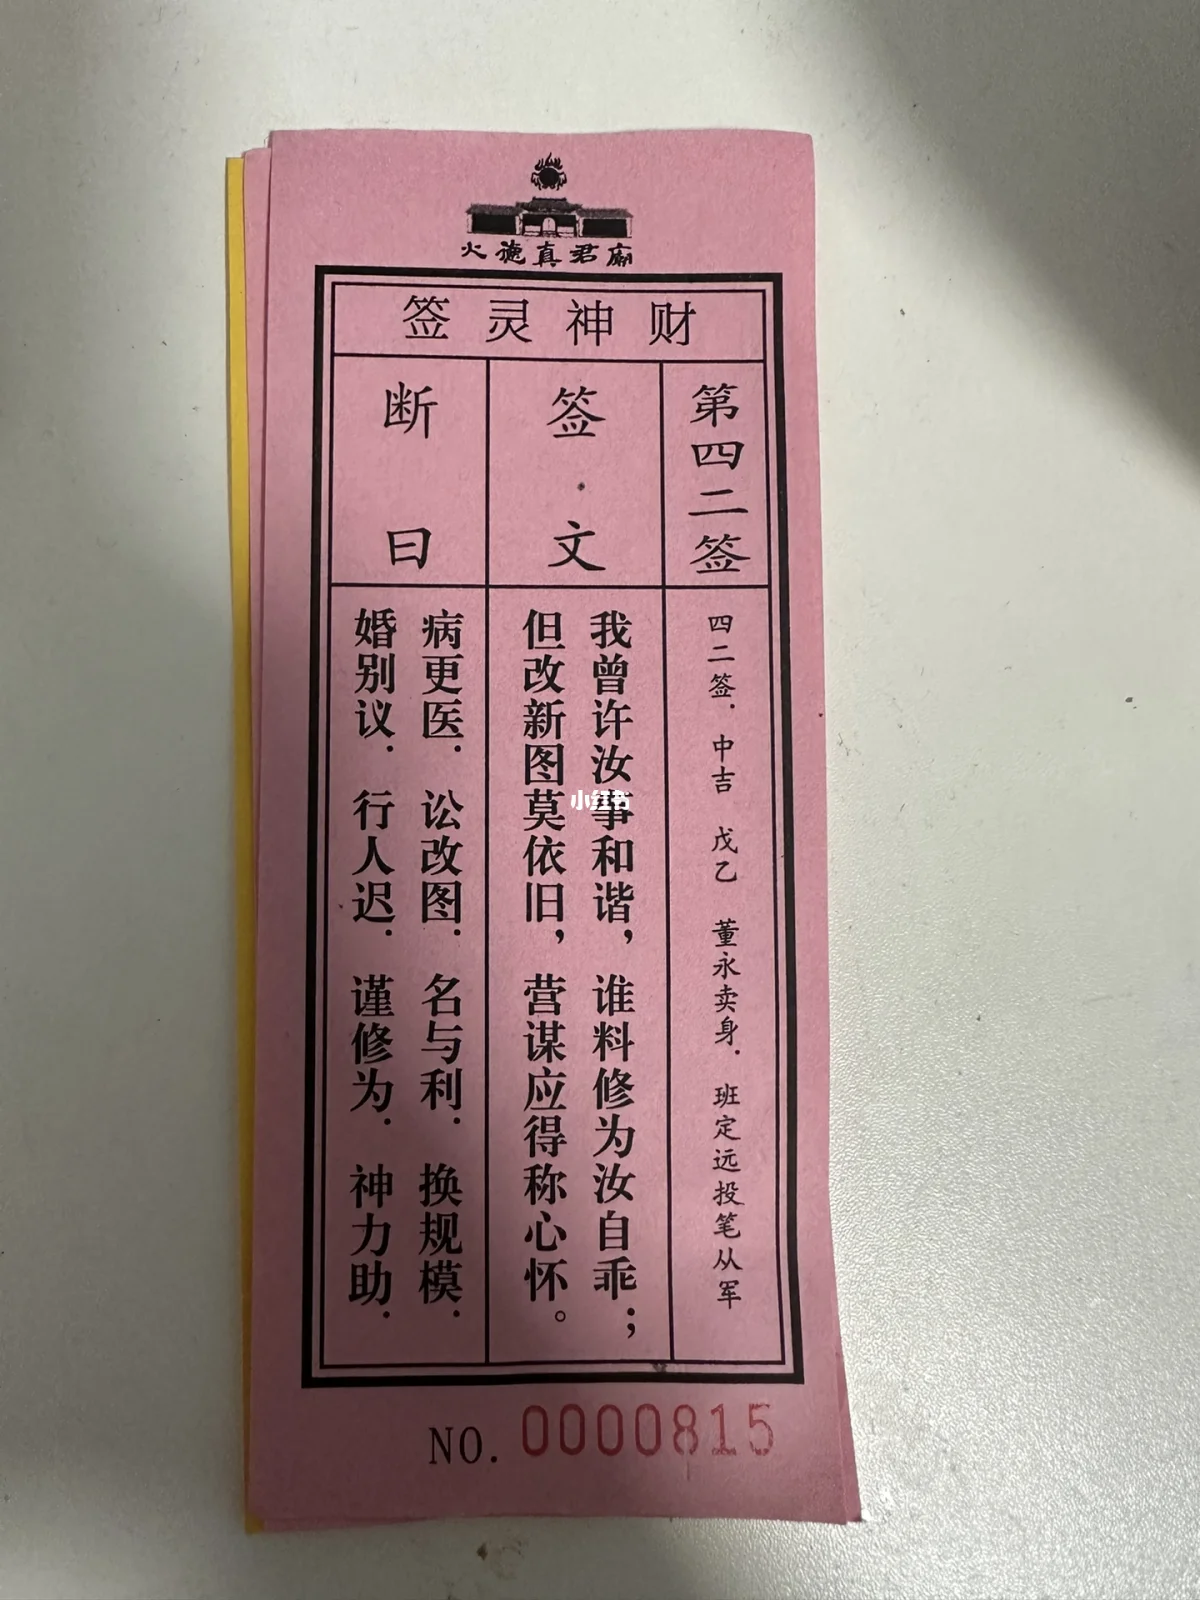 火德真君庙
财神灵签
第四二签
四二签．中吉 戊乙 董永卖身．班定远投笔从军
签·文
我曾许汝事和谐，谁料修为汝自乖；
但改新图莫依旧，营谋应得称心怀。
断曰
病更医．讼改图．名与利．换规模．
婚别议．行人迟．谨修为．神力助．
NO. 0000815
小红书